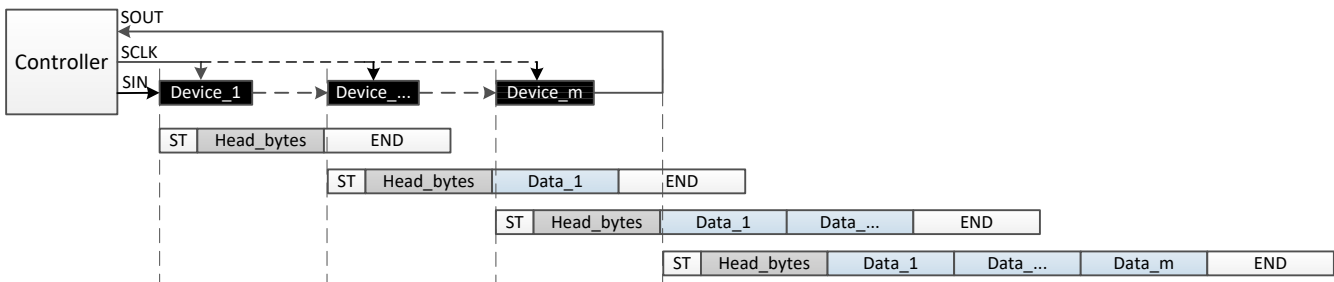 SOUT
SCLK
Controller
SIN
Device_1 Device_... Device_m
ST Head_bytes END
ST Head_bytes Data_1 END
ST Head_bytes Data_1 Data_... END
ST Head_bytes Data_1 Data_... Data_m END